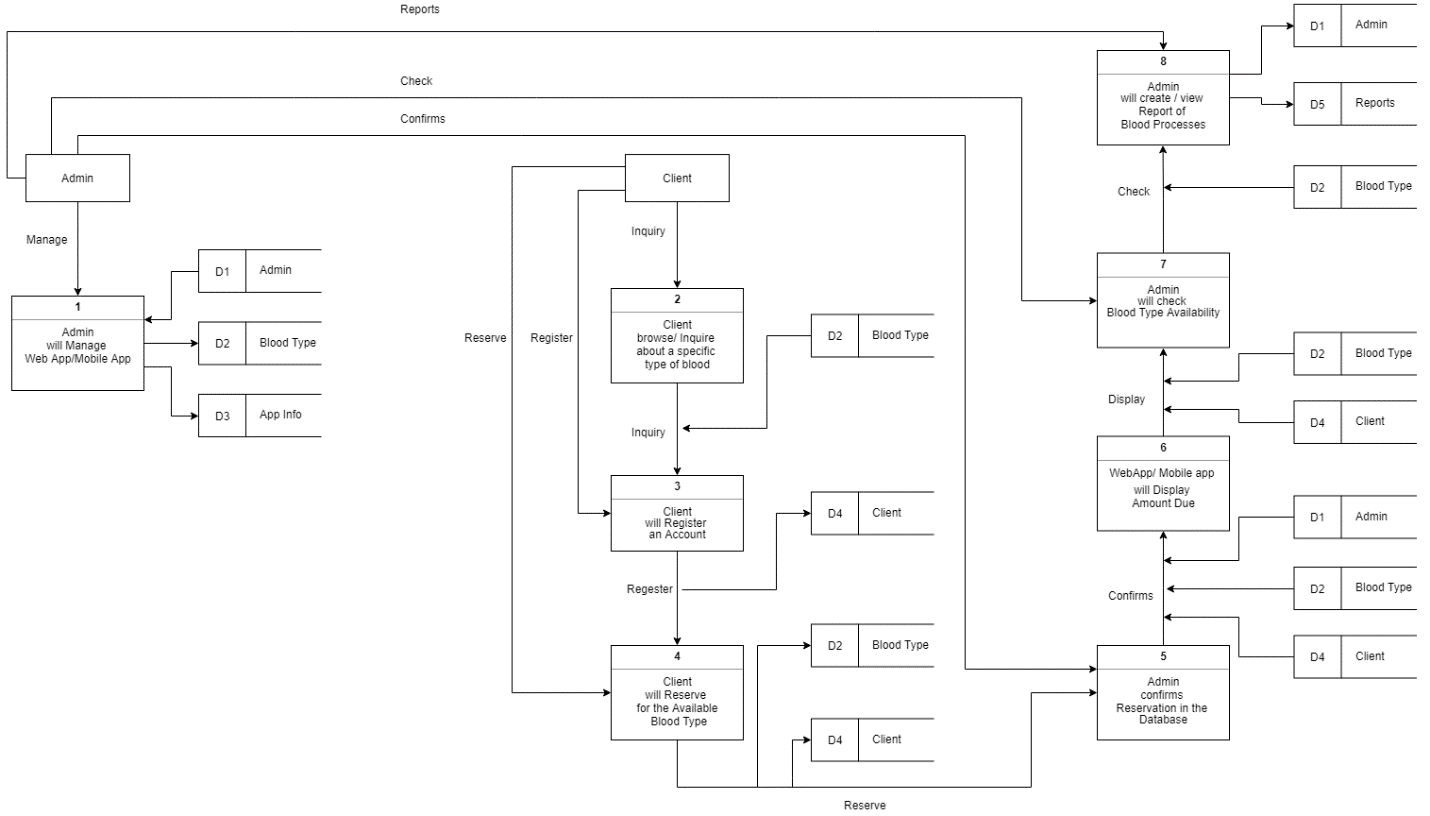 Reports
Check
Confirms
Admin
Manage
1
Admin
will Manage
Web App/Mobile App
D1 Admin
D2 Blood Type
D3 App Info
Client
Inquiry
Reserve
Register
2
Client
browse/ Inquire
about a specific
type of blood
D2 Blood Type
Inquiry
3
Client
will Register
an Account
D4 Client
Regester
4
Client
will Reserve
for the Available
Blood Type
D2 Blood Type
D4 Client
Reserve
8
Admin
will create / view
Report of
Blood Processes
D1 Admin
D5 Reports
D2 Blood Type
Check
7
Admin
will check
Blood Type Availability
D2 Blood Type
Display
D4 Client
6
WebApp/ Mobile app
will Display
Amount Due
D1 Admin
D2 Blood Type
Confirms
D4 Client
5
Admin
confirms
Reservation in the
Database